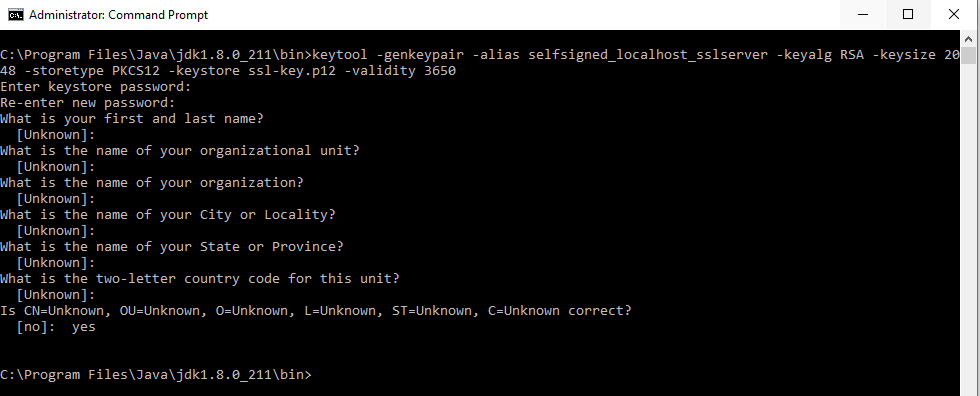 Administrator: Command Prompt
C:\Program Files\Java\jdk1.8.0_211\bin>keytool -genkeypair -alias selfsigned_localhost_sslserver -keyalg RSA -keysize 20
48 -storetype PKCS12 -keystore ssl-key.p12 -validity 3650
Enter keystore password:
Re-enter new password:
What is your first and last name?
  [Unknown]:
What is the name of your organizational unit?
  [Unknown]:
What is the name of your organization?
  [Unknown]:
What is the name of your City or Locality?
  [Unknown]:
What is the name of your State or Province?
  [Unknown]:
What is the two-letter country code for this unit?
  [Unknown]:
Is CN=Unknown, OU=Unknown, O=Unknown, L=Unknown, ST=Unknown, C=Unknown correct?
  [no]:  yes
C:\Program Files\Java\jdk1.8.0_211\bin>